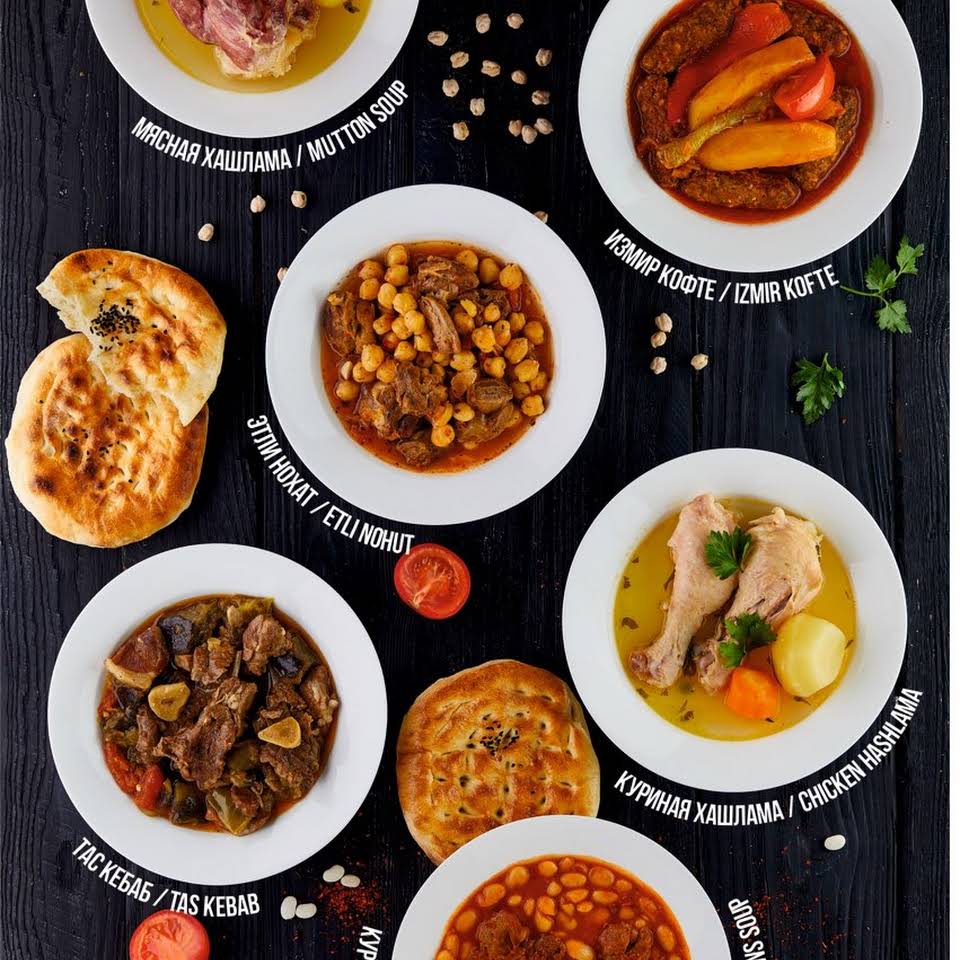 МЯСНАЯ ХАШЛАМА / MUTTON SOUP
ИЗМИР КОФТЕ / IZMIR KOFTE
ЭТЛИ НОХАТ / ETLI NOHUT
КУРИНАЯ ХАШЛАМА / CHICKEN HASHLAMA
ТАС КЕБАБ / TAS KEBAB
SOUP